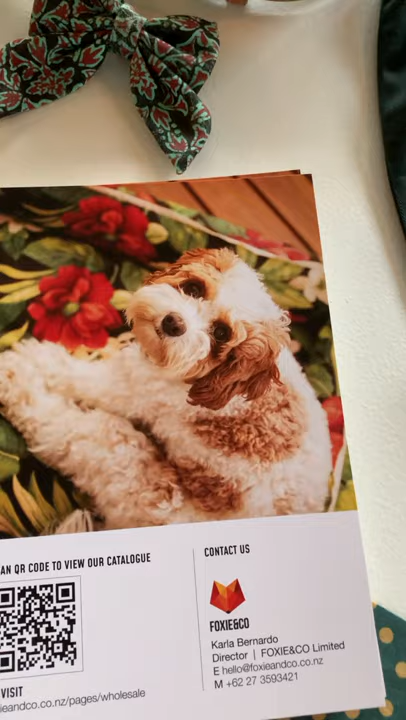 AN QR CODE TO VIEW OUR CATALOGUE
VISIT
ieandco.co.nz/pages/wholesale
CONTACT US
FOXIE&CO
Karla Bernardo
Director | FOXIE&CO Limited
E hello@foxieandco.co.nz
M +62 27 3593421